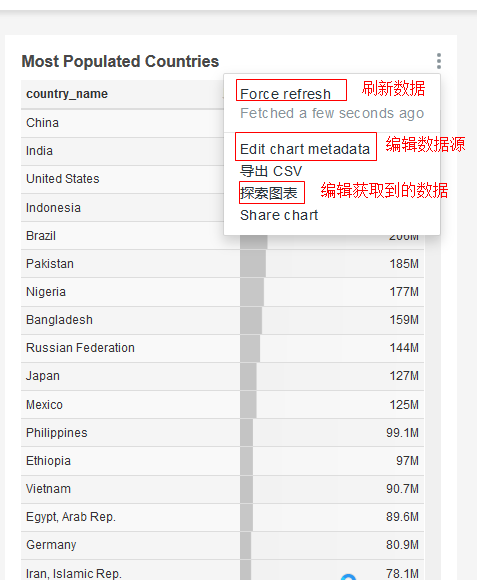 Most Populated Countries
country_name
Force refresh 刷新数据
Fetched a few seconds ago
Edit chart metadata 编辑数据源
导出 CSV
探索图表 编辑获取到的数据
Share chart
China
India
United States
Indonesia
Brazil 206M
Pakistan 185M
Nigeria 177M
Bangladesh 159M
Russian Federation 144M
Japan 127M
Mexico 125M
Philippines 99.1M
Ethiopia 97M
Vietnam 90.7M
Egypt, Arab Rep. 89.6M
Germany 80.9M
Iran, Islamic Rep. 78.1M